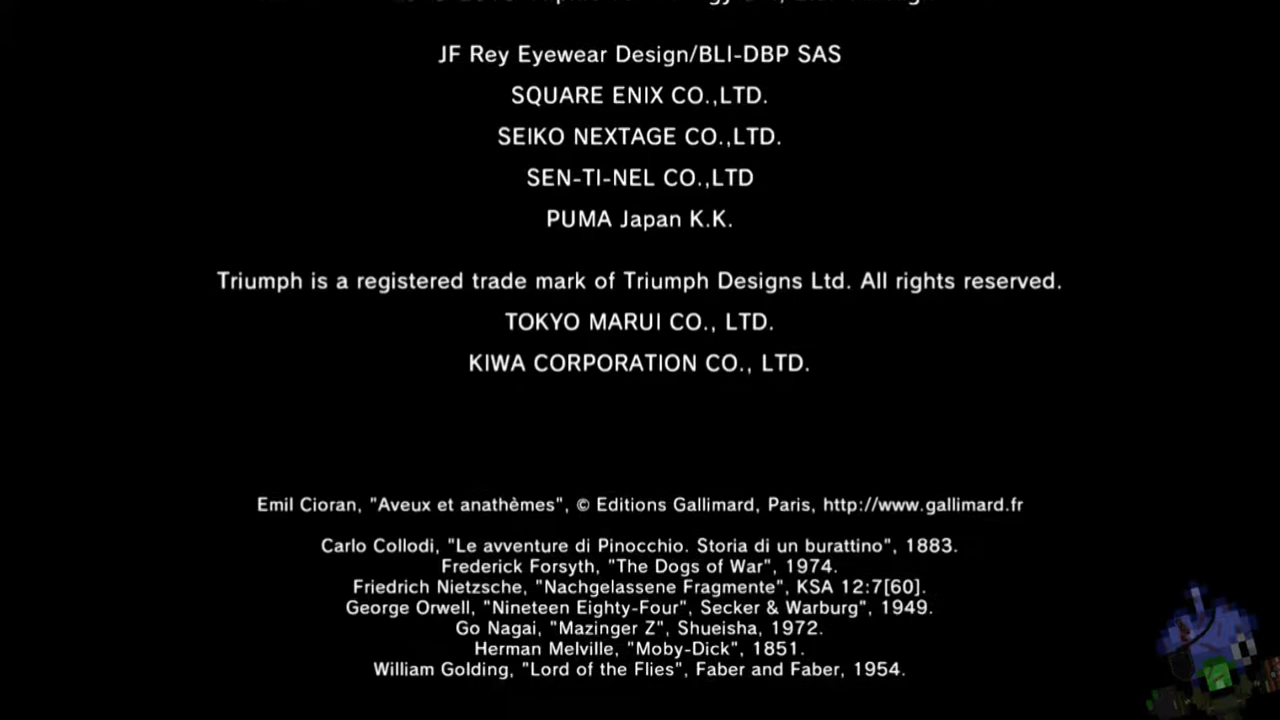 JF Rey Eyewear Design/BLI-DBP SAS
SQUARE ENIX CO.,LTD.
SEIKO NEXTAGE CO.,LTD.
SEN-TI-NEL CO.,LTD
PUMA Japan K.K.
Triumph is a registered trade mark of Triumph Designs Ltd. All rights reserved.
TOKYO MARUI CO., LTD.
KIWA CORPORATION CO., LTD.
Emil Cioran, "Aveux et anathèmes", © Editions Gallimard, Paris, http://www.gallimard.fr
Carlo Collodi, "Le avventure di Pinocchio. Storia di un burattino", 1883.
Frederick Forsyth, "The Dogs of War", 1974.
Friedrich Nietzsche, "Nachgelassene Fragmente", KSA 12:7[60].
George Orwell, "Nineteen Eighty-Four", Secker & Warburg", 1949.
Go Nagai, "Mazinger Z", Shueisha, 1972.
Herman Melville, "Moby-Dick", 1851.
William Golding, "Lord of the Flies", Faber and Faber, 1954.